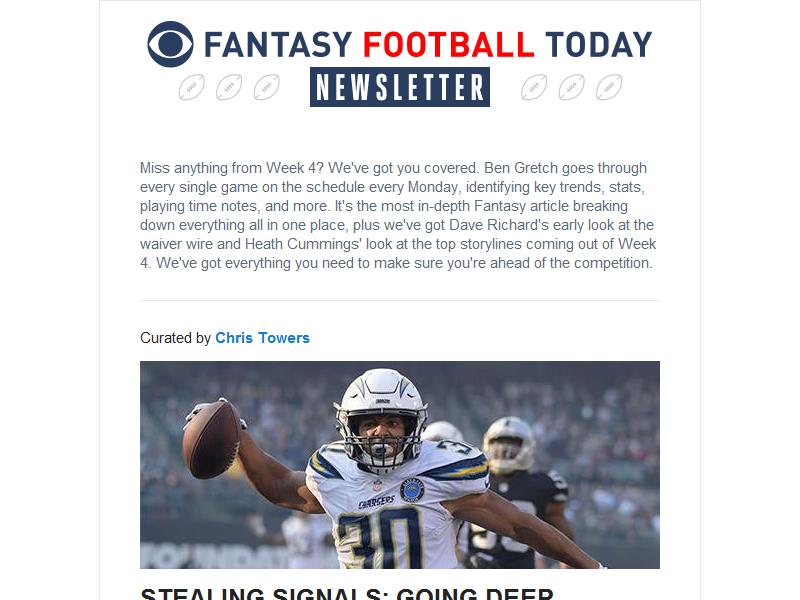 FANTASY FOOTBALL TODAY
NEWSLETTER
Miss anything from Week 4? We've got you covered. Ben Gretch goes through
every single game on the schedule every Monday, identifying key trends, stats,
playing time notes, and more. It's the most in-depth Fantasy article breaking
down everything all in one place, plus we've got Dave Richard's early look at the
waiver wire and Heath Cummings' look at the top storylines coming out of Week
4. We've got everything you need to make sure you're ahead of the competition.
Curated by Chris Towers
CHARGERS
30
30
STEALING SIGNALS: GOING DEEP